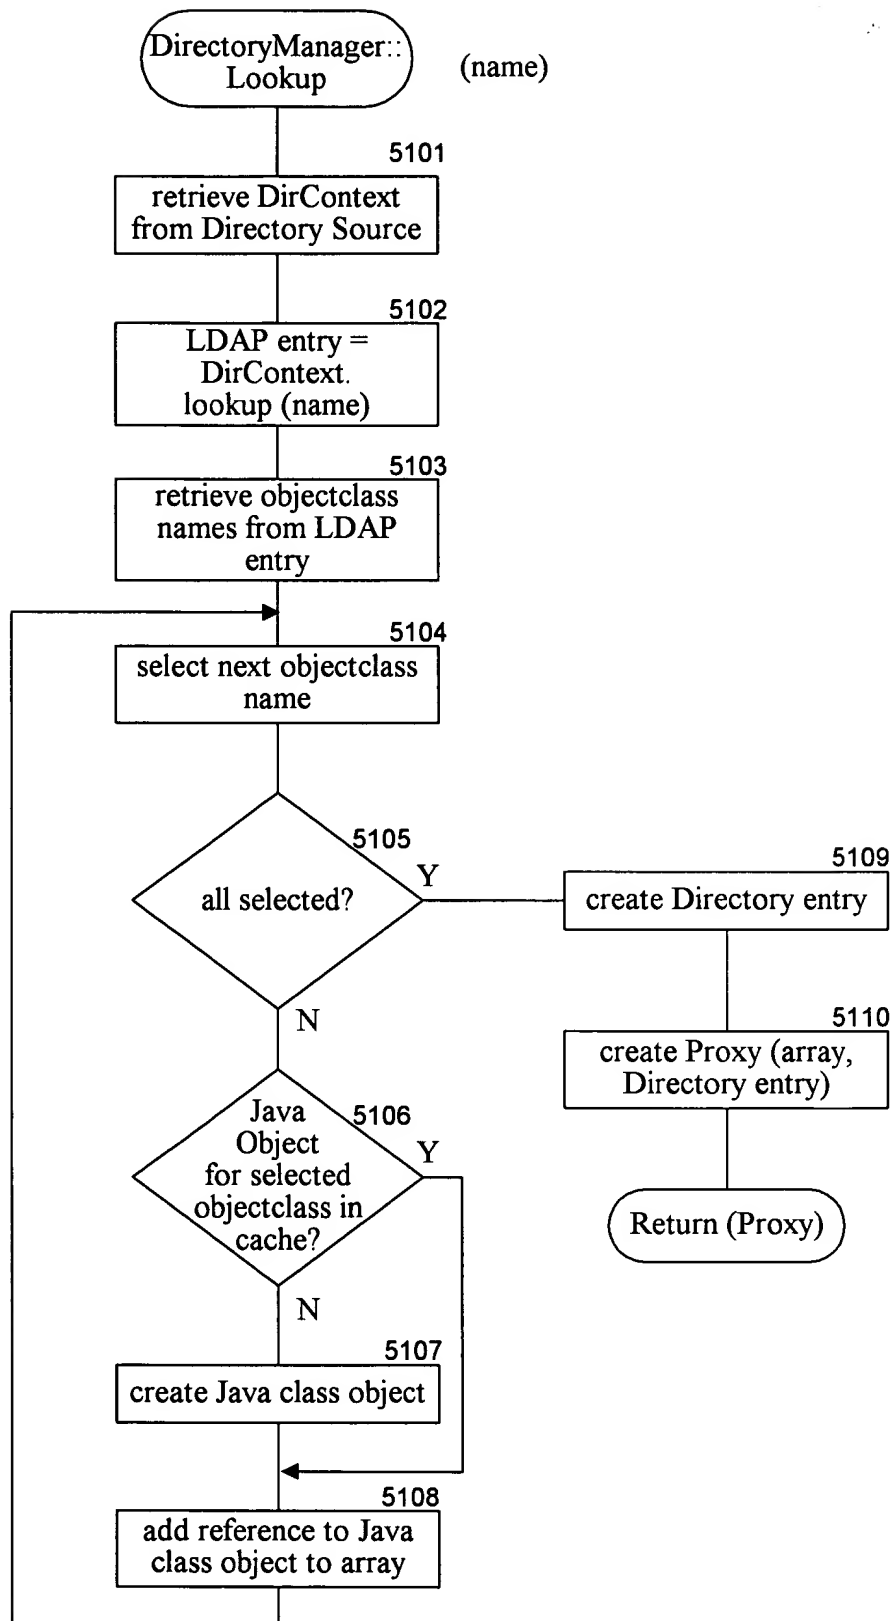 DirectoryManager::
Lookup
(name)
5101
retrieve DirContext
from Directory Source
5102
LDAP entry =
DirContext.
lookup (name)
5103
retrieve objectclass
names from LDAP
entry
5104
select next objectclass
name
5105
all selected?
Y
N
5109
create Directory entry
5110
create Proxy (array,
Directory entry)
Return (Proxy)
5106
Java
Object
for selected
objectclass in
cache?
Y
N
5107
create Java class object
5108
add reference to Java
class object to array